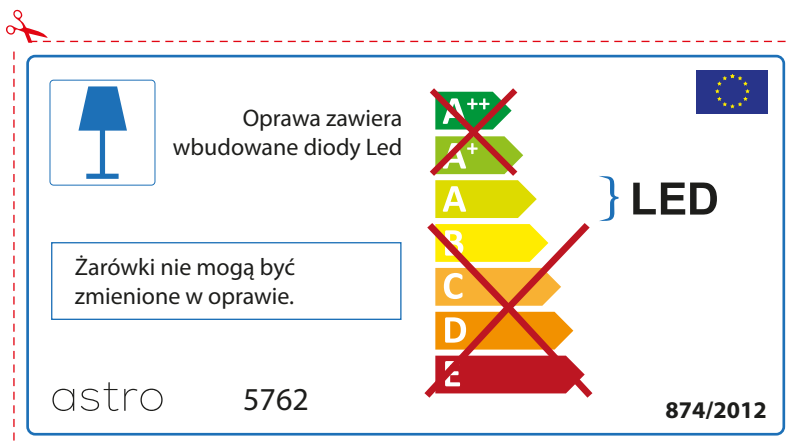 Oprawa zawiera
wbudowane diody Led
A++
A+
A
B
C
D
E
LED
Żarówki nie mogą być
zmienione w oprawie.
astro
5762
874/2012